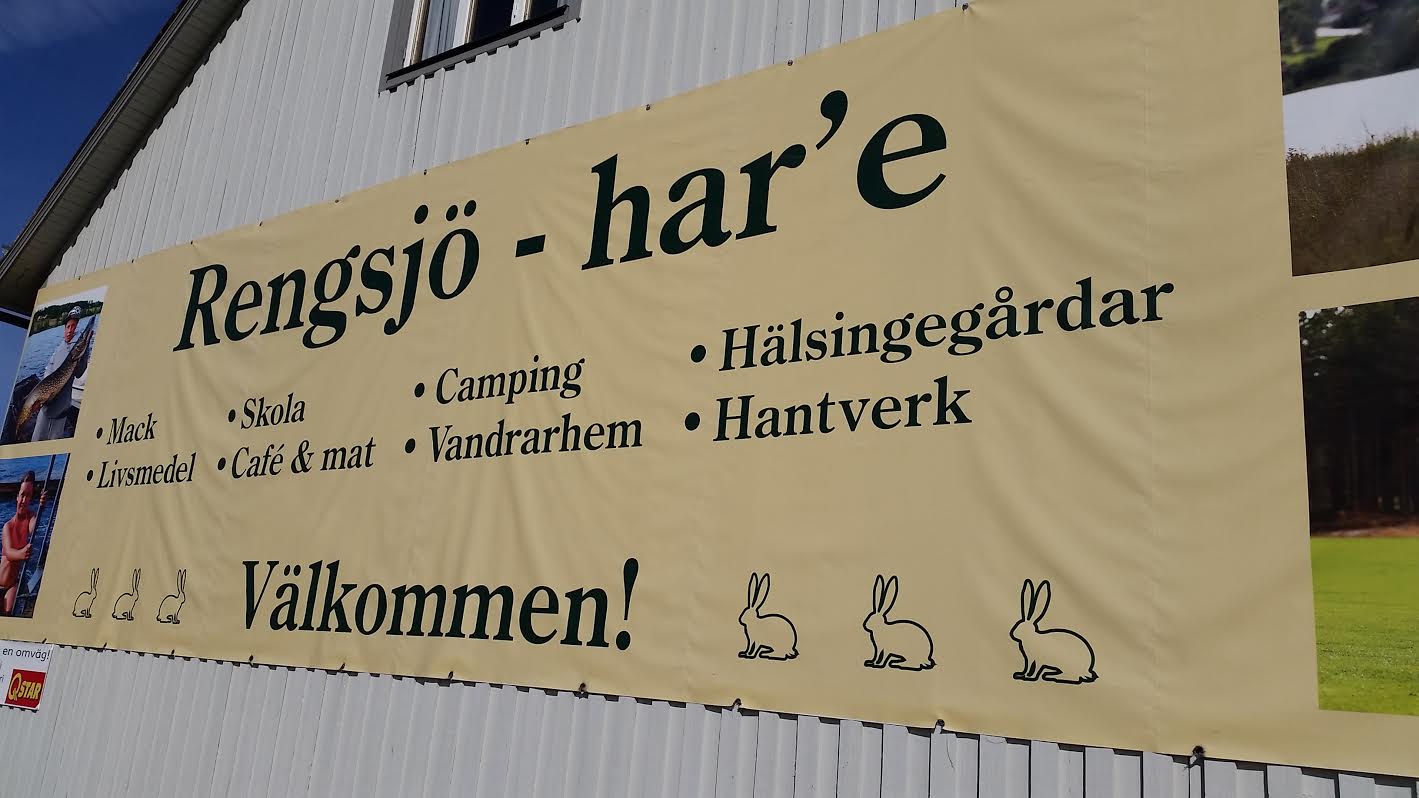 Rengsjö - har’e
• Mack
• Livsmedel
• Skola
• Café & mat
• Camping
• Vandrarhem
• Hälsingegårdar
• Hantverk
Välkommen!
en omväg!
QSTAR